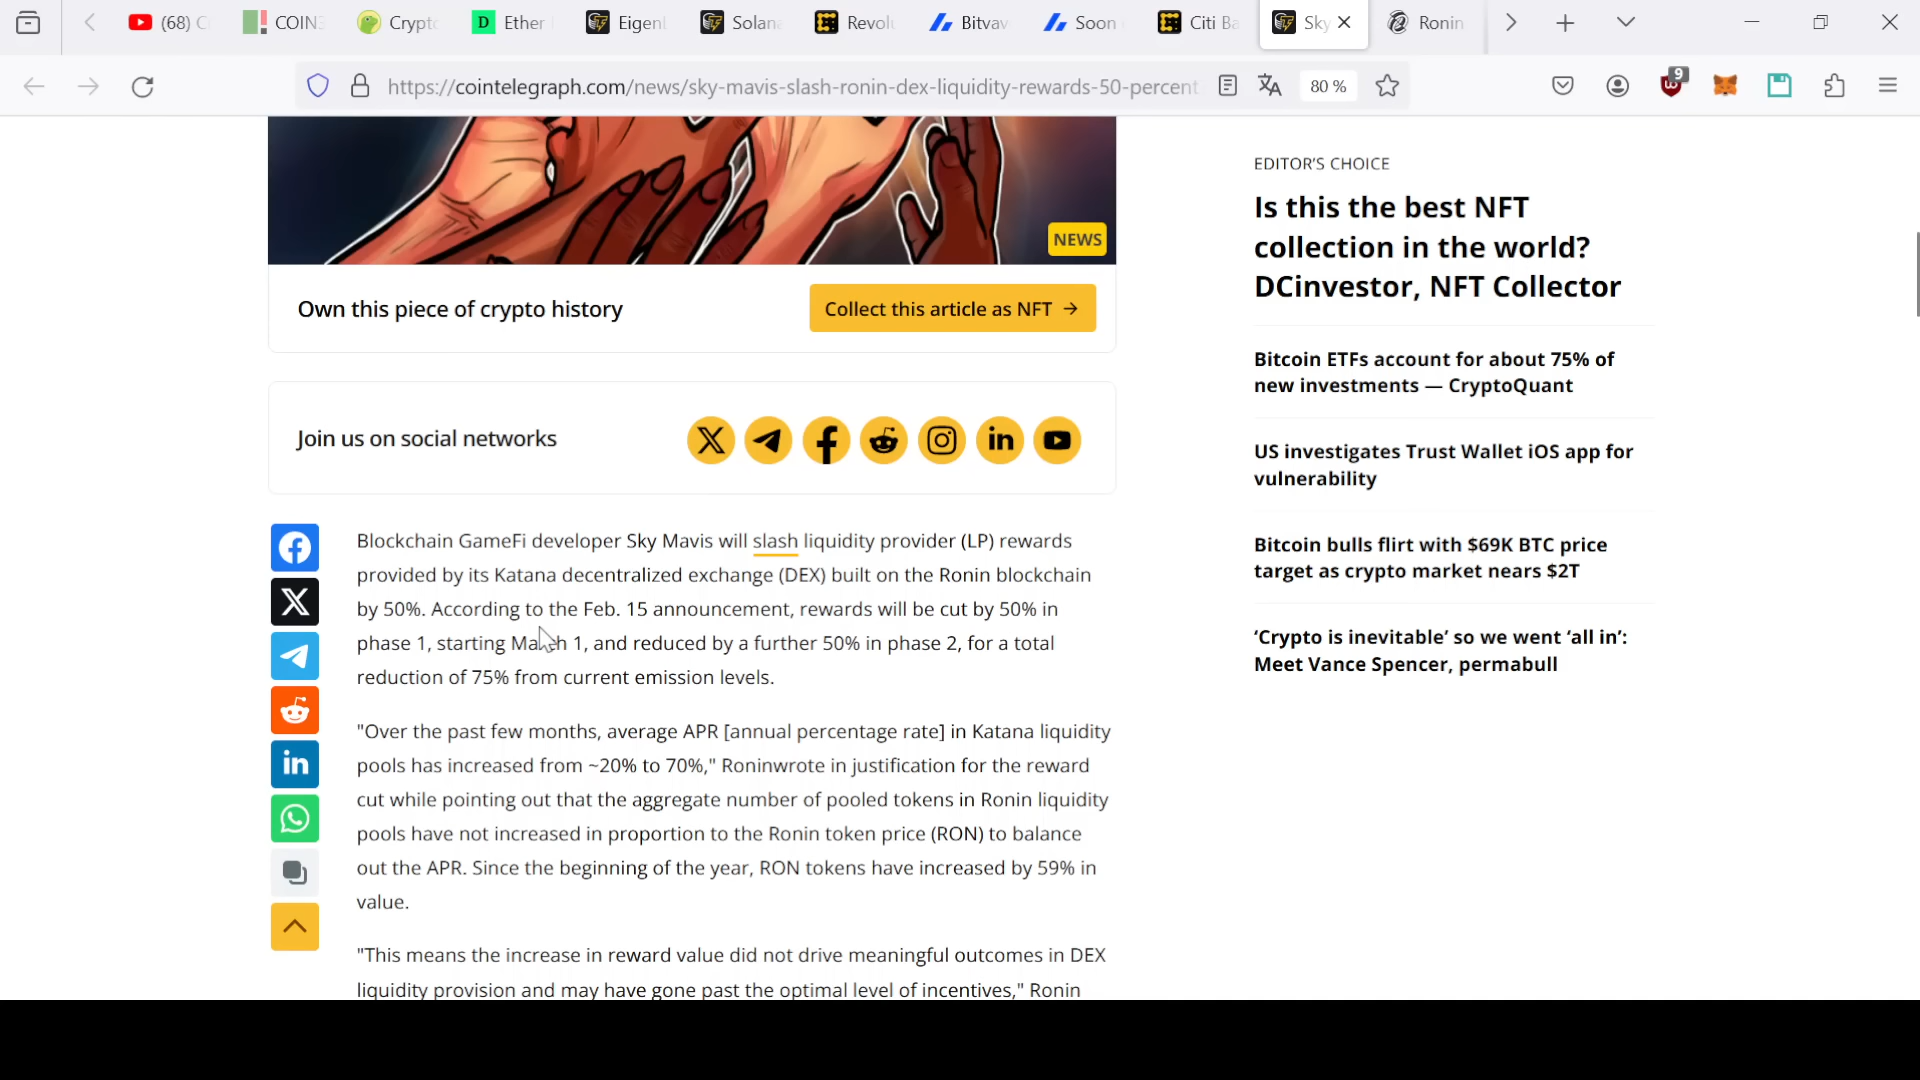 (68) C
COINS
Crypto
Ether
Eigenl
Solana
Revolu
Bitvav
Soon
Citi Ba
Sky
Ronin
https://cointelegraph.com/news/sky-mavis-slash-ronin-dex-liquidity-rewards-50-percent
80 %
9
NEWS
Own this piece of crypto history
Collect this article as NFT →
Join us on social networks
Blockchain GameFi developer Sky Mavis will slash liquidity provider (LP) rewards
provided by its Katana decentralized exchange (DEX) built on the Ronin blockchain
by 50%. According to the Feb. 15 announcement, rewards will be cut by 50% in
phase 1, starting March 1, and reduced by a further 50% in phase 2, for a total
reduction of 75% from current emission levels.
"Over the past few months, average APR [annual percentage rate] in Katana liquidity
pools has increased from ~20% to 70%," Roninwrote in justification for the reward
cut while pointing out that the aggregate number of pooled tokens in Ronin liquidity
pools have not increased in proportion to the Ronin token price (RON) to balance
out the APR. Since the beginning of the year, RON tokens have increased by 59% in
value.
"This means the increase in reward value did not drive meaningful outcomes in DEX
liquidity provision and may have gone past the optimal level of incentives," Ronin
EDITOR'S CHOICE
Is this the best NFT
collection in the world?
DCinvestor, NFT Collector
Bitcoin ETFs account for about 75% of
new investments — CryptoQuant
US investigates Trust Wallet iOS app for
vulnerability
Bitcoin bulls flirt with $69K BTC price
target as crypto market nears $2T
‘Crypto is inevitable’ so we went ‘all in’:
Meet Vance Spencer, permabull